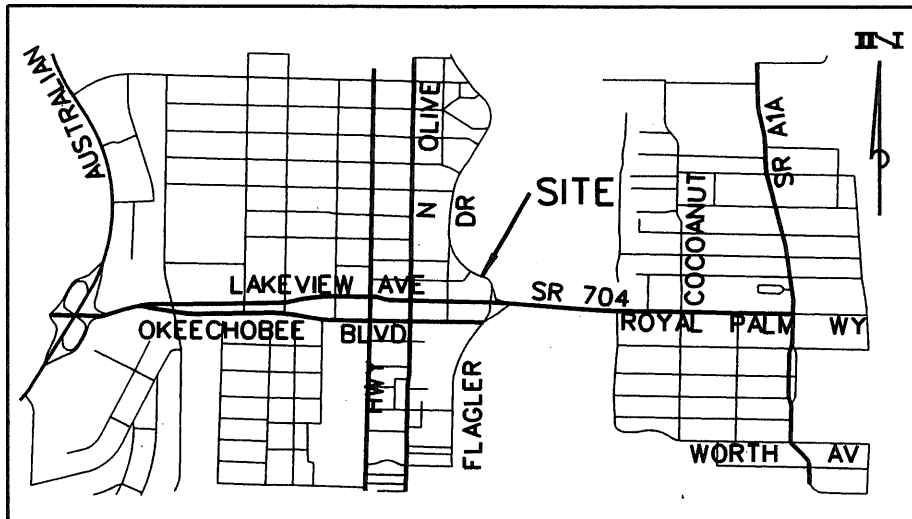 AUSTRALIAN
N OLIVE
DR
SITE
COCOANUT
SR A1A
LAKEVIEW AVE
SR 704
OKEECHOBEE BLVD.
ROYAL PALM WY
HWY
FLAGLER
WORTH AV